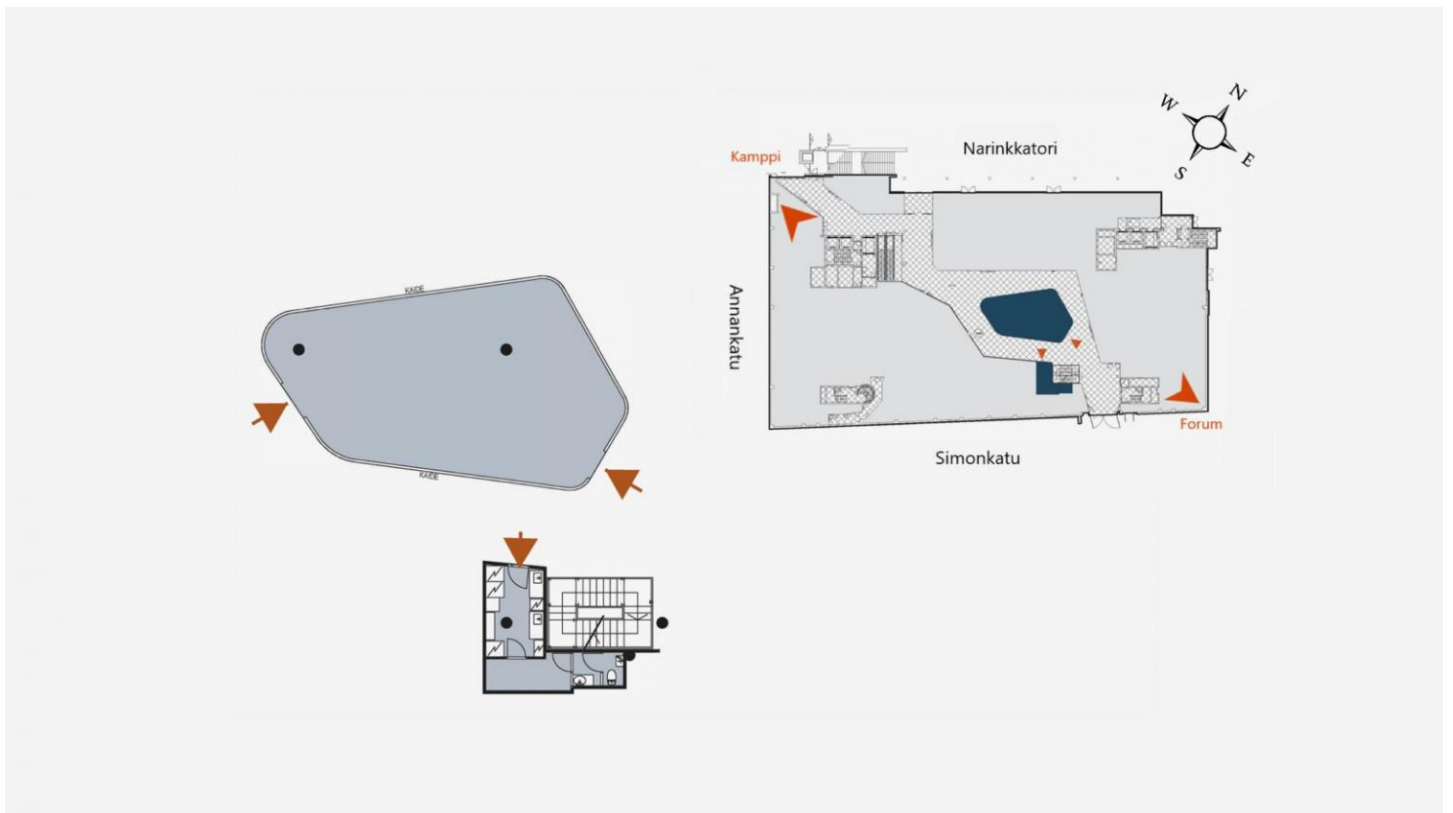 N
W
E
S
Narinkkatori
Kamppi
Annankatu
Forum
Simonkatu
KAIDE
KAIDE